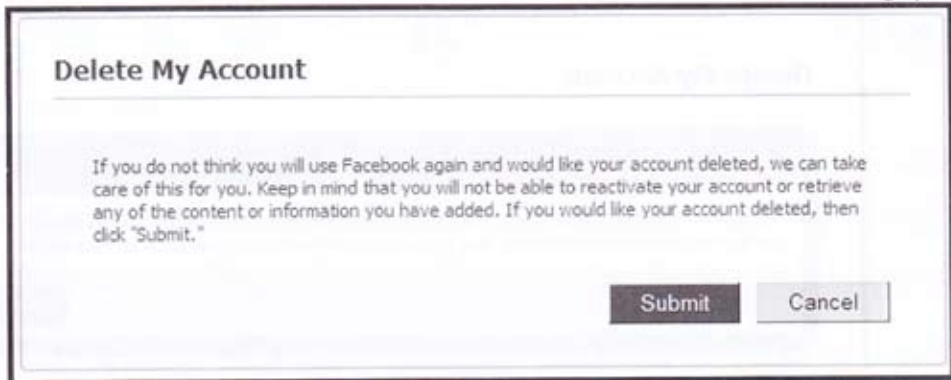 Delete My Account
If you do not think you will use Facebook again and would like your account deleted, we can take
care of this for you. Keep in mind that you will not be able to reactivate your account or retrieve
any of the content or information you have added. If you would like your account deleted, then
click "Submit."
Submit Cancel